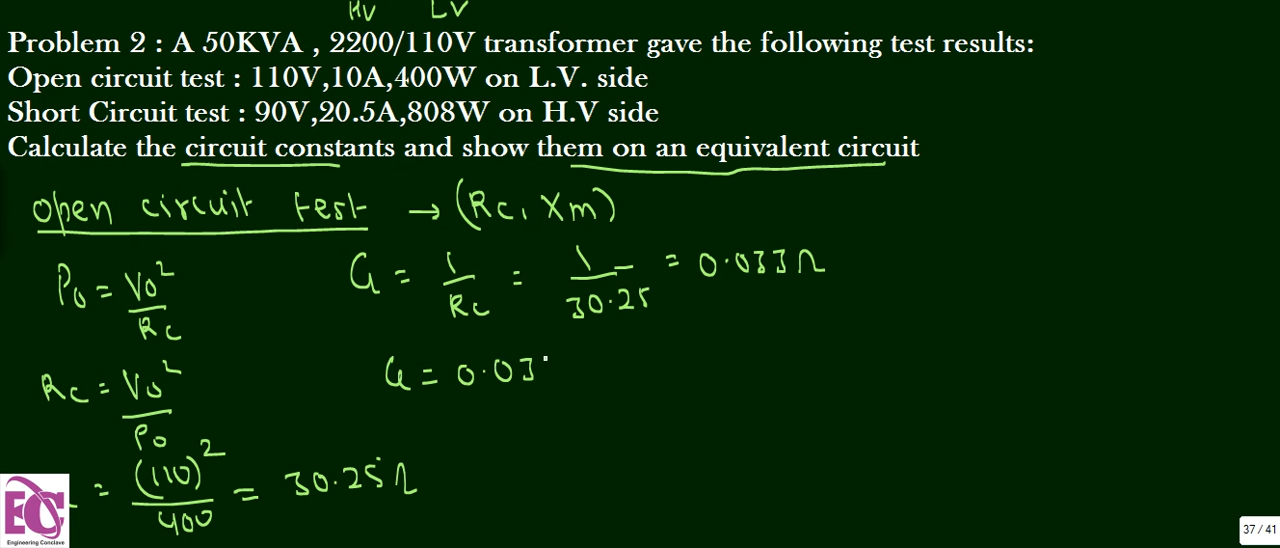 HV LV
Problem 2 : A 50KVA , 2200/110V transformer gave the following test results:
Open circuit test : 110V,10A,400W on L.V. side
Short Circuit test : 90V,20.5A,808W on H.V side
Calculate the circuit constants and show them on an equivalent circuit
open circuit test → (Rc, Xm)
P0 = V0²/Rc
G = 1/Rc = 1/30.25 = 0.033Ω
Rc = V0²/P0
G = 0.03
= (110)²/400 = 30.25Ω
EC
Engineering Conclave
37 / 41